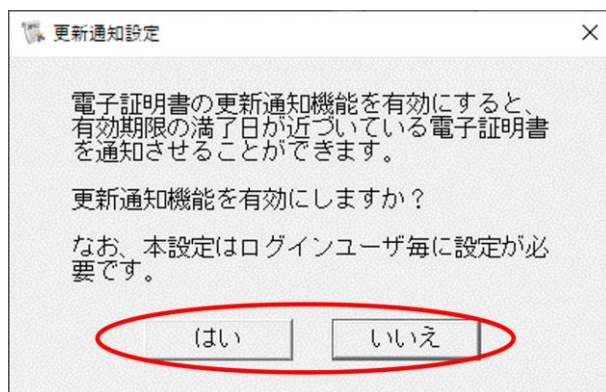 更新通知設定
電子証明書の更新通知機能を有効にすると、
有効期限の満了日が近づいている電子証明書
を通知させることができます。
更新通知機能を有効にしますか？
なお、本設定はログインユーザ毎に設定が必
要です。
はい いいえ